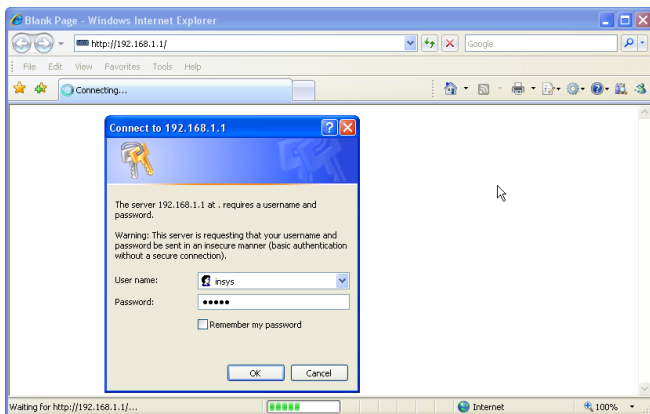 Blank Page - Windows Internet Explorer
http://192.168.1.1/
Google
File Edit View Favorites Tools Help
Connecting...
Connect to 192.168.1.1
The server 192.168.1.1 at . requires a username and
password.
Warning: This server is requesting that your username and
password be sent in an insecure manner (basic authentication
without a secure connection).
User name: insys
Password: •••••
Remember my password
OK Cancel
Waiting for http://192.168.1.1/... Internet 100%